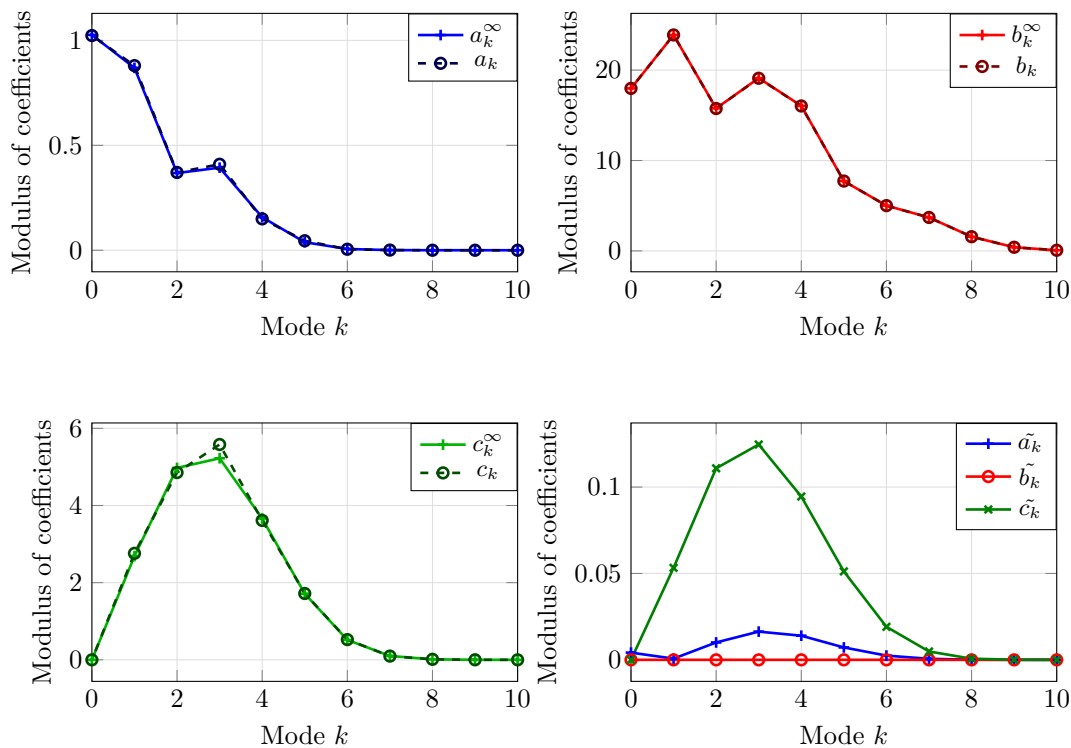 Modulus of coefficients
1
0.5
0
a_k^∞
a_k
0 2 4 6 8 10
Mode k
Modulus of coefficients
20
10
0
b_k^∞
b_k
0 2 4 6 8 10
Mode k
Modulus of coefficients
6
4
2
0
c_k^∞
c_k
0 2 4 6 8 10
Mode k
Modulus of coefficients
0.1
0.05
0
ã_k
b̃_k
c̃_k
0 2 4 6 8 10
Mode k